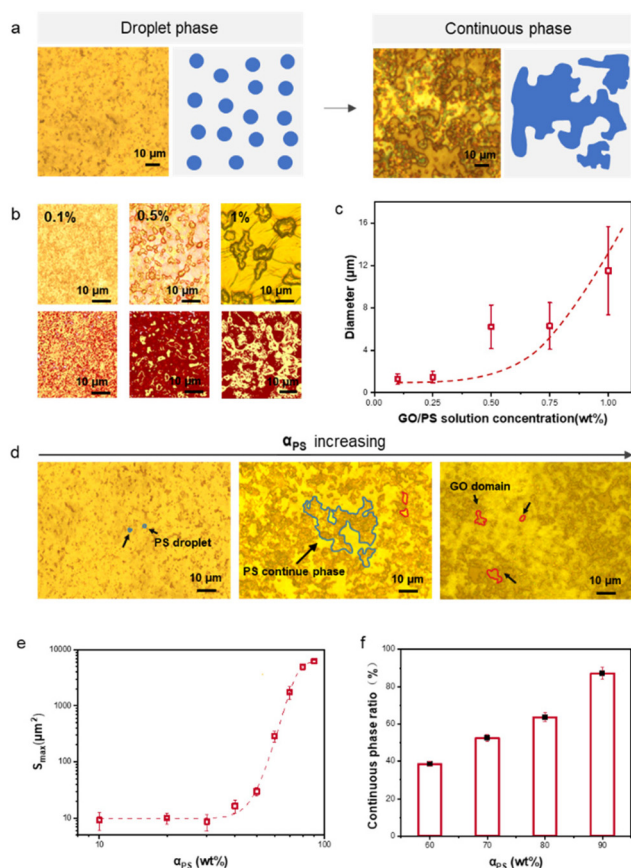 a
Droplet phase
Continuous phase
10 μm
10 μm
10 μm
10 μm
b
0.1%
0.5%
1%
10 μm
10 μm
10 μm
10 μm
10 μm
10 μm
c
Diameter (μm)
16
12
8
4
0
0.00
0.25
0.50
0.75
1.00
GO/PS solution concentration(wt%)
αPS increasing
d
PS droplet
10 μm
PS continue phase
10 μm
GO domain
10 μm
e
Smax(μm²)
10000
1000
100
10
10
100
αPS (wt%)
f
Continuous phase ratio (%)
100
80
60
40
20
0
60
70
80
90
αPS (wt%)